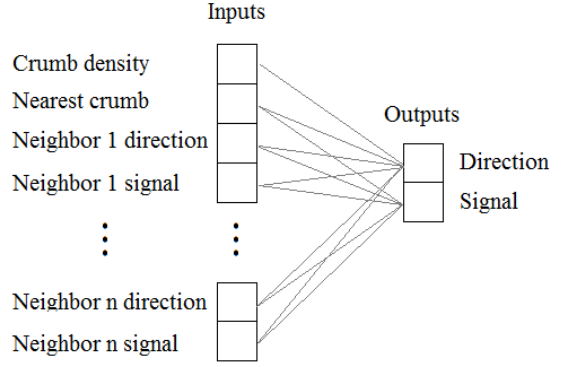 Inputs
Crumb density
Nearest crumb
Neighbor 1 direction
Neighbor 1 signal
Neighbor n direction
Neighbor n signal
Outputs
Direction
Signal